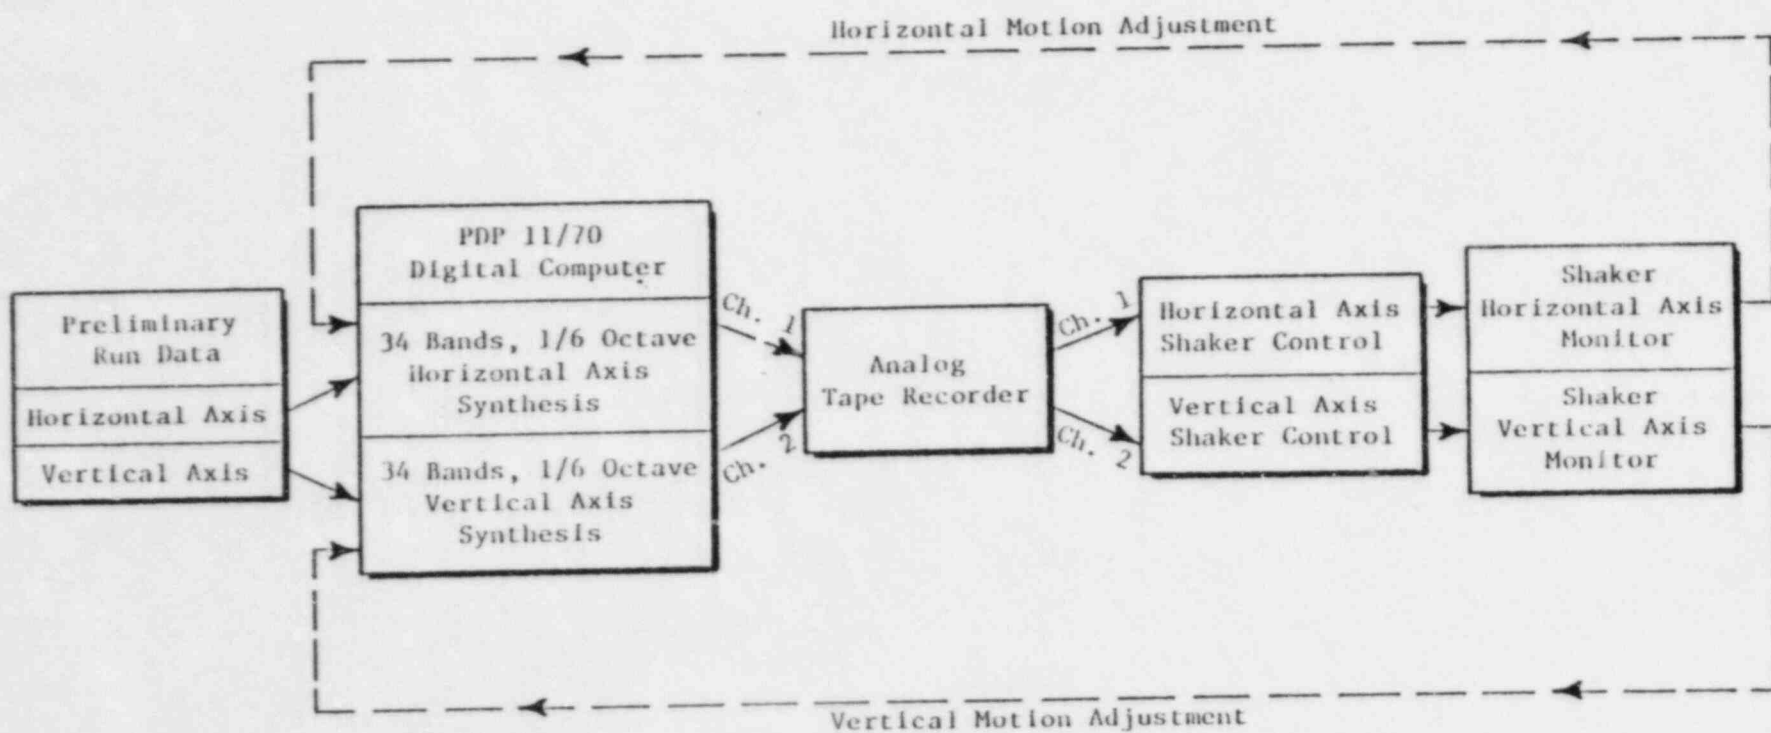 Horizontal Motion Adjustment
Preliminary
Run Data
Horizontal Axis
Vertical Axis
PDP 11/70
Digital Computer
34 Bands, 1/6 Octave
Horizontal Axis
Synthesis
34 Bands, 1/6 Octave
Vertical Axis
Synthesis
Ch. 1
Ch. 2
Analog
Tape Recorder
Ch. 1
Ch. 2
Horizontal Axis
Shaker Control
Vertical Axis
Shaker Control
Shaker
Horizontal Axis
Monitor
Shaker
Vertical Axis
Monitor
Vertical Motion Adjustment